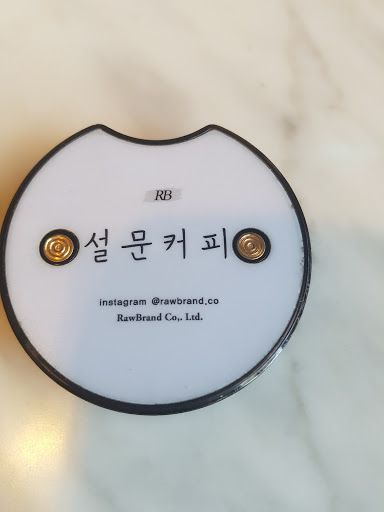 RB
설문커피
instagram @rawbrand.co
RawBrand Co,. Ltd.